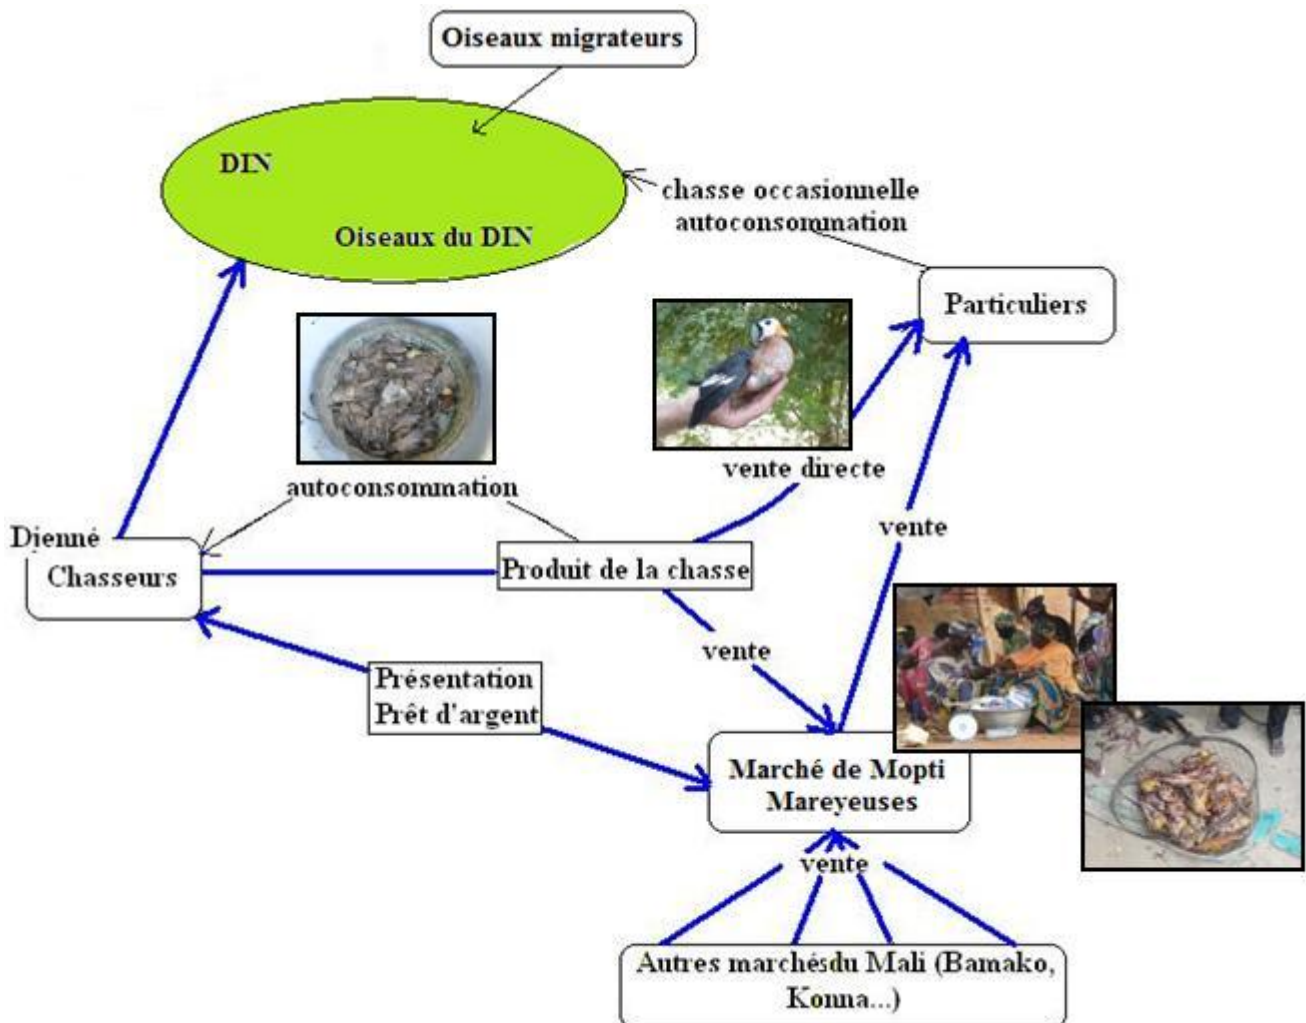 Oiseaux migrateurs
DIN
Oiseaux du DIN
chasse occasionnelle
autoconsommation
Particuliers
vente directe
autoconsommation
vente
Dienné
Chasseurs
Produit de la chasse
vente
Présentation
Prêt d'argent
Marché de Mopti
Mareyeuses
vente
Autres marchésdu Mali (Bamako,
Konna...)